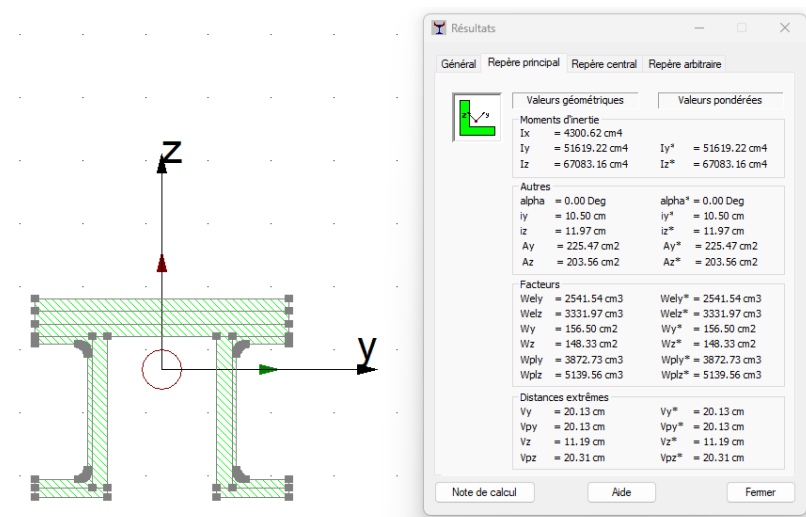 z
y
Résultats
Général Repère principal Repère central Repère arbitraire
z y
Valeurs géométriques Valeurs pondérées
Moments d'inertie
Ix = 4300.62 cm4
Iy = 51619.22 cm4 Iy* = 51619.22 cm4
Iz = 67083.16 cm4 Iz* = 67083.16 cm4
Autres
alpha = 0.00 Deg alpha* = 0.00 Deg
iy = 10.50 cm iy* = 10.50 cm
iz = 11.97 cm iz* = 11.97 cm
Ay = 225.47 cm2 Ay* = 225.47 cm2
Az = 203.56 cm2 Az* = 203.56 cm2
Facteurs
Wely = 2541.54 cm3 Wely* = 2541.54 cm3
Welz = 3331.97 cm3 Welz* = 3331.97 cm3
Wy = 156.50 cm2 Wy* = 156.50 cm2
Wz = 148.33 cm2 Wz* = 148.33 cm2
Wply = 3872.73 cm3 Wply* = 3872.73 cm3
Wplz = 5139.56 cm3 Wplz* = 5139.56 cm3
Distances extrêmes
Vy = 20.13 cm Vy* = 20.13 cm
Vpy = 20.13 cm Vpy* = 20.13 cm
Vz = 11.19 cm Vz* = 11.19 cm
Vpz = 20.31 cm Vpz* = 20.31 cm
Note de calcul Aide Fermer